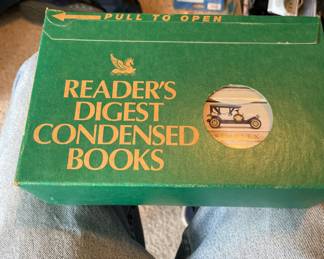 PULL TO OPEN
READER'S
DIGEST
CONDENSED
BOOKS